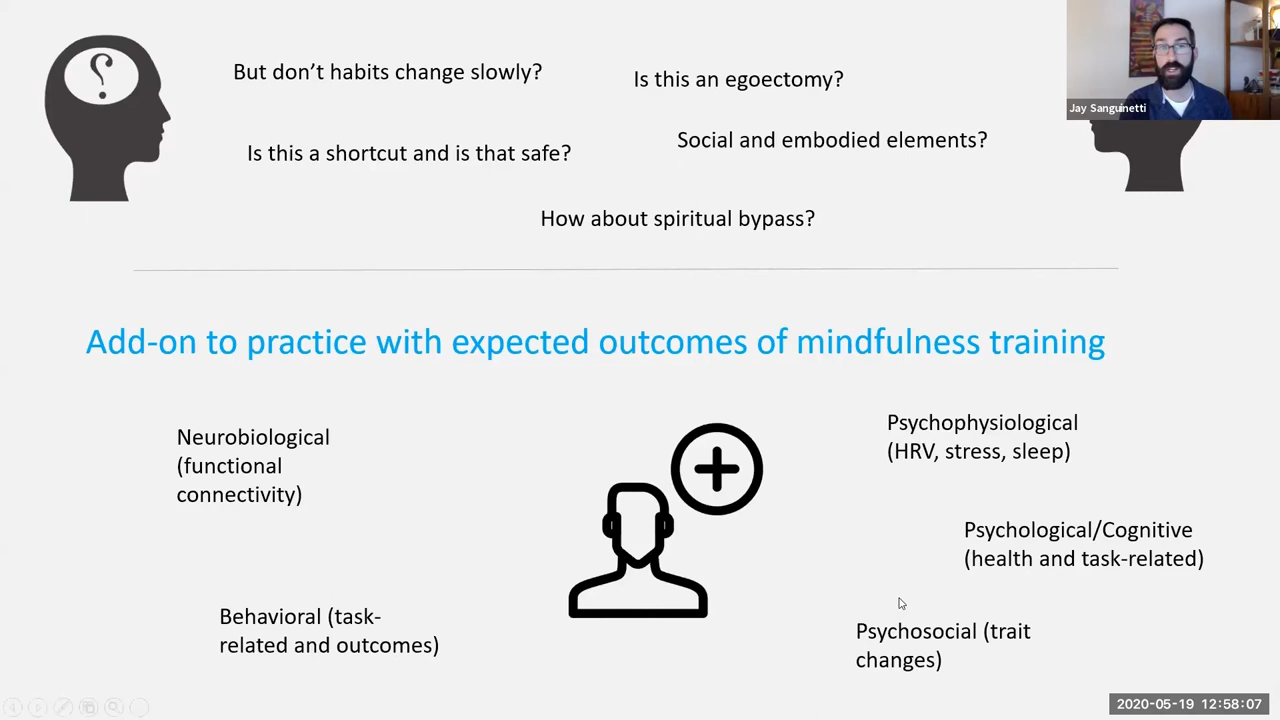 But don't habits change slowly?
Is this an egoectomy?
Jay Sanguinetti
Is this a shortcut and is that safe?
Social and embodied elements?
How about spiritual bypass?
Add-on to practice with expected outcomes of mindfulness training
Neurobiological
(functional
connectivity)
Psychophysiological
(HRV, stress, sleep)
Psychological/Cognitive
(health and task-related)
Behavioral (task-
related and outcomes)
Psychosocial (trait
changes)
2020-05-19 12:58:07